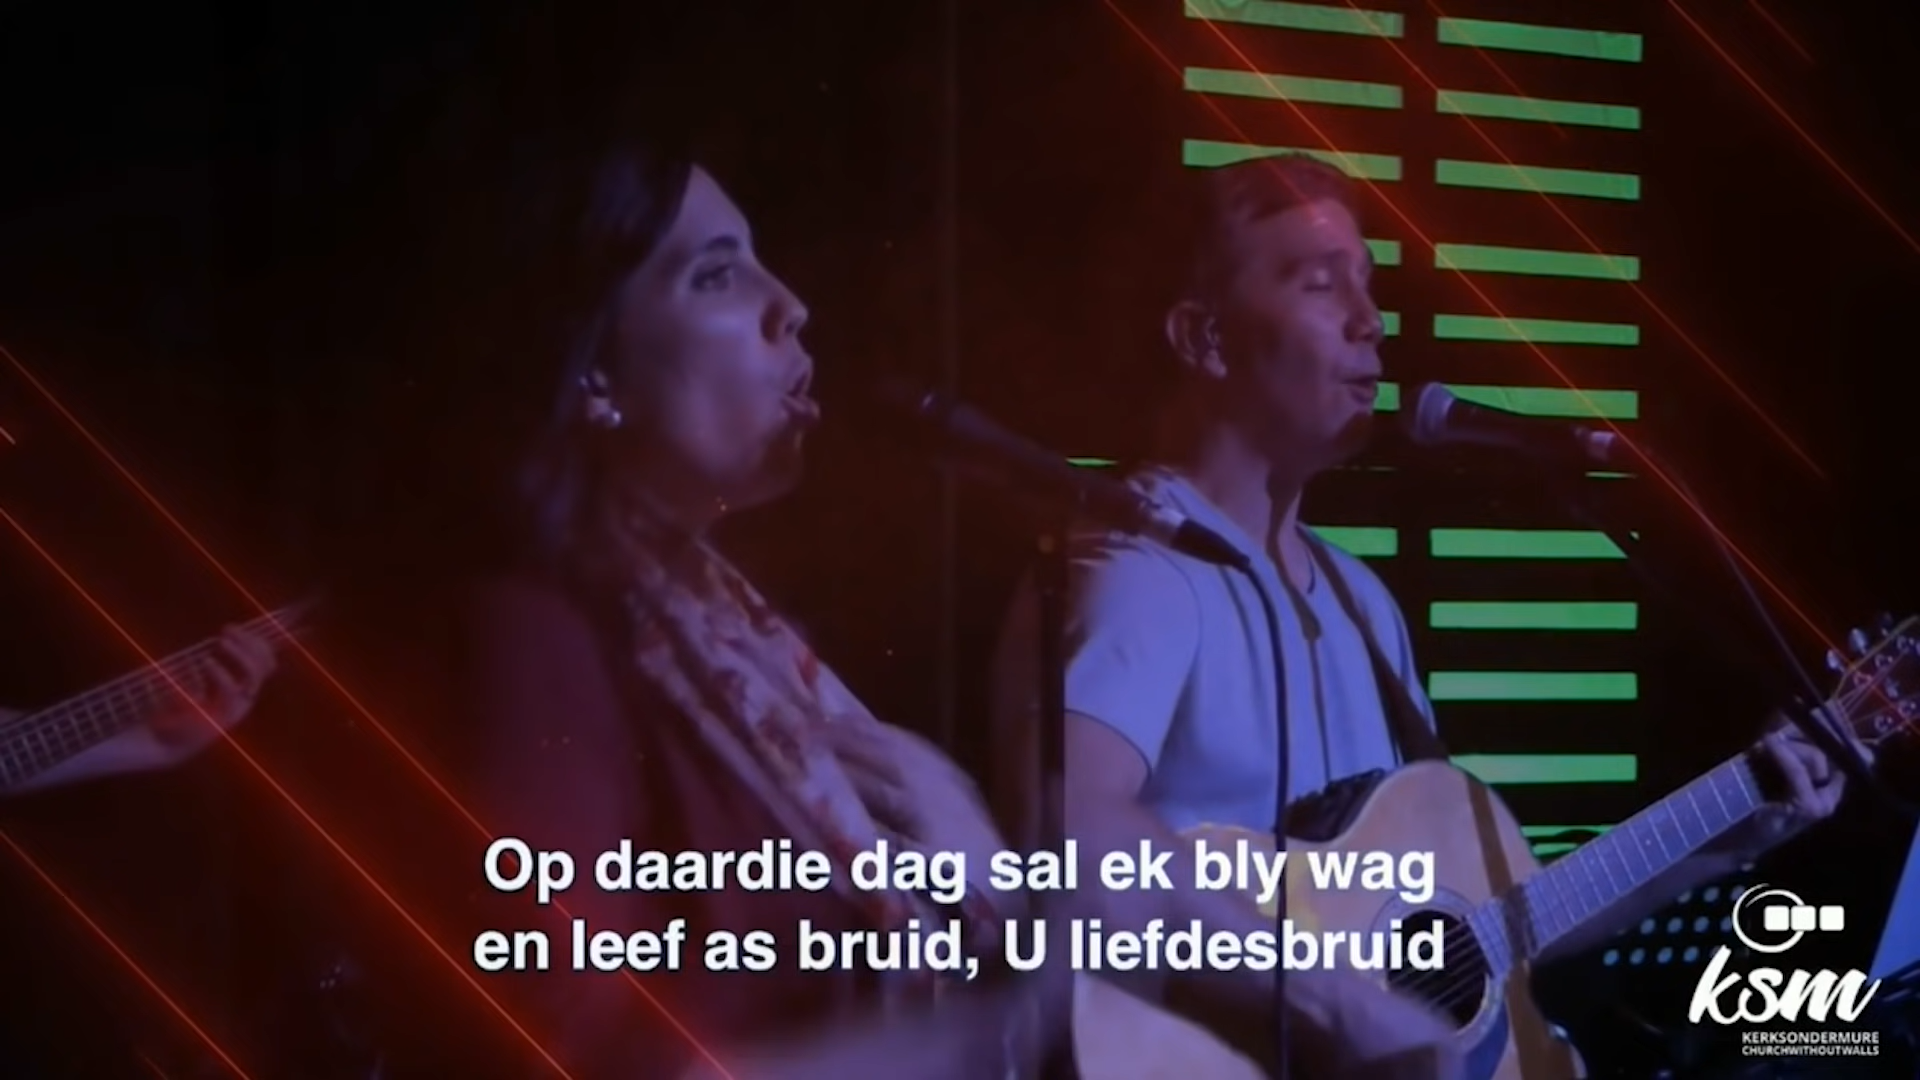 Op daardie dag sal ek bly wag
en leef as bruid, U liefdesbruid
ksm
KERKSONDERMURE
CHURCHWITHOUTWALLS